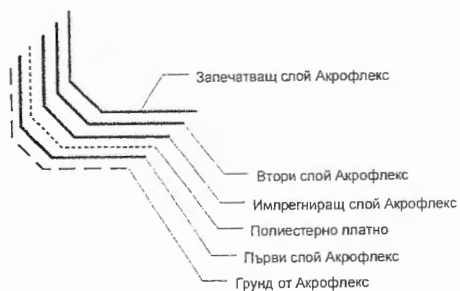 Запечатващ слой Акрофлекс
Втори слой Акрофлекс
Импрегниращ слой Акрофлекс
Полиестерно платно
Първи слой Акрофлекс
Грунд от Акрофлекс